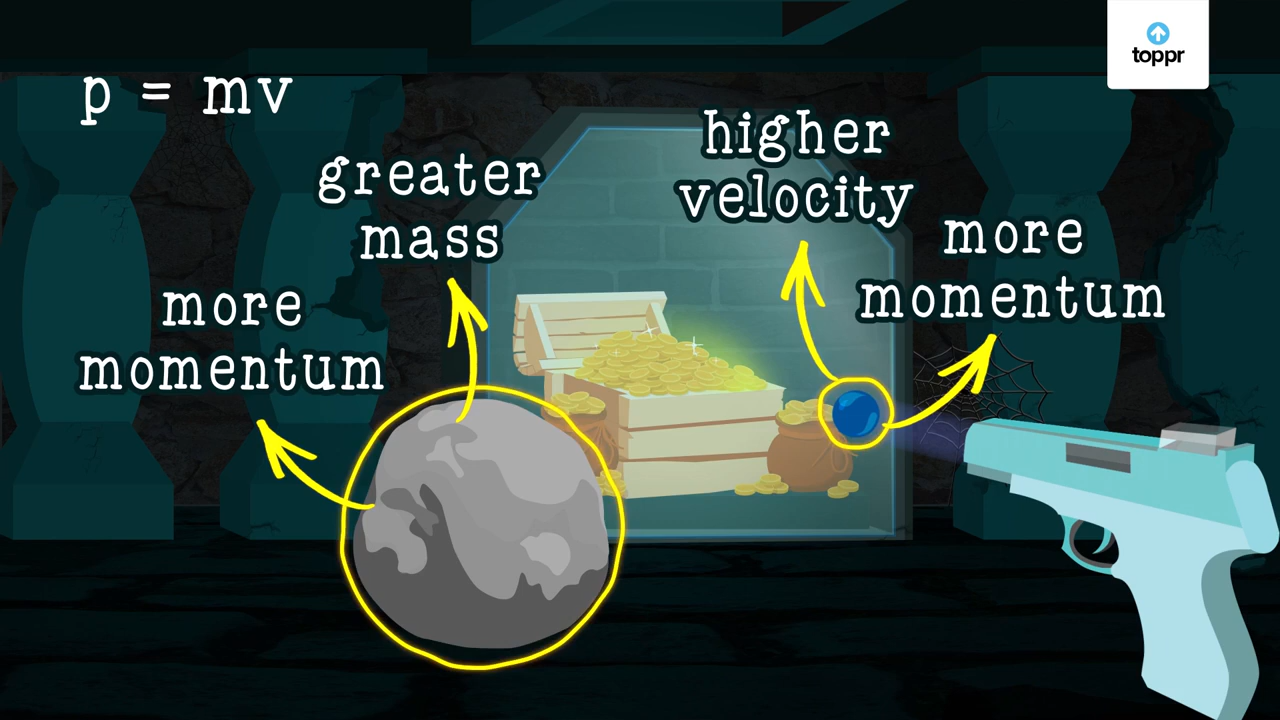 toppr
p = mv
higher
velocity
greater
mass
more
momentum
more
momentum